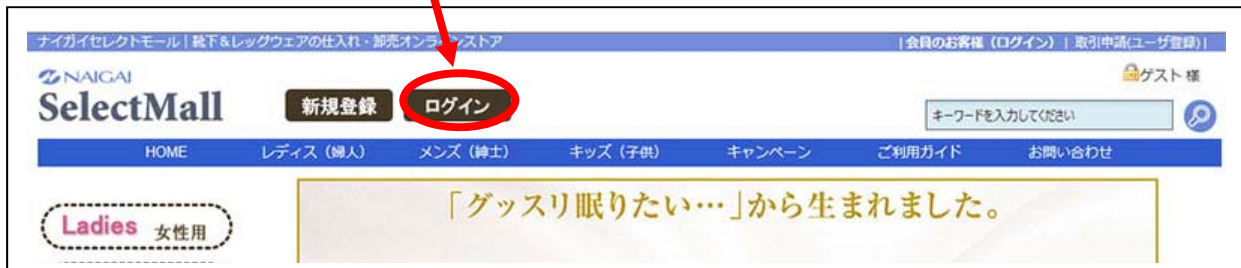 ナイガイセレクトモール|靴下&レッグウェアの仕入れ・卸売オンラインストア
|会員のお客様（ログイン）|取引申請(ユーザ登録)|
NAIGAI
SelectMall
新規登録
ログイン
ゲスト 様
キーワードを入力してください
HOME
レディス（婦人）
メンズ（紳士）
キッズ（子供）
キャンペーン
ご利用ガイド
お問い合わせ
Ladies 女性用
「グッスリ眠りたい…」から生まれました。